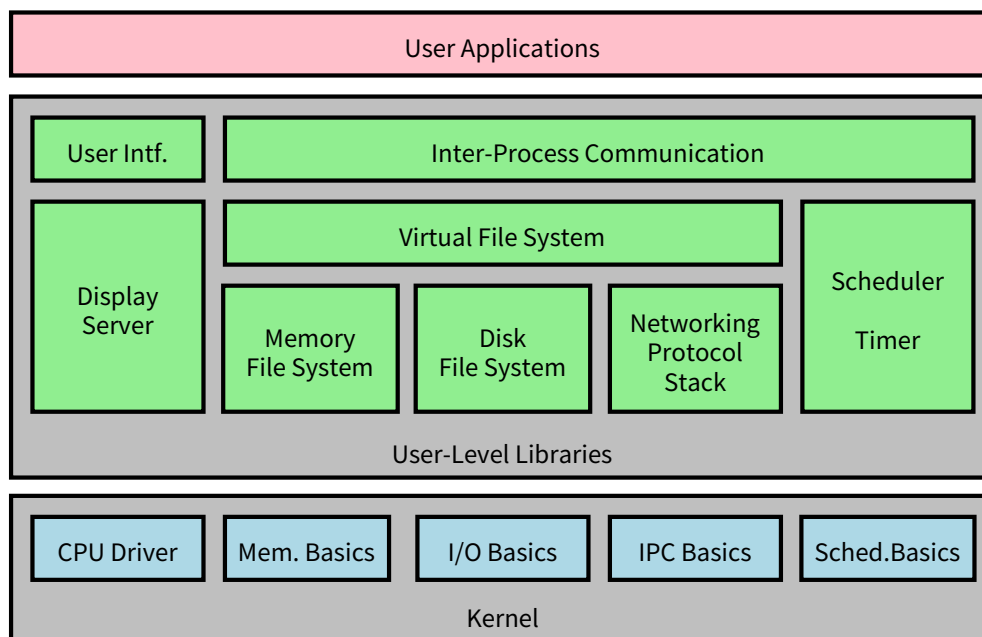 User Applications
User Intf.
Inter-Process Communication
Display
Server
Virtual File System
Scheduler
Timer
Memory
File System
Disk
File System
Networking
Protocol
Stack
User-Level Libraries
CPU Driver
Mem. Basics
I/O Basics
IPC Basics
Sched.Basics
Kernel